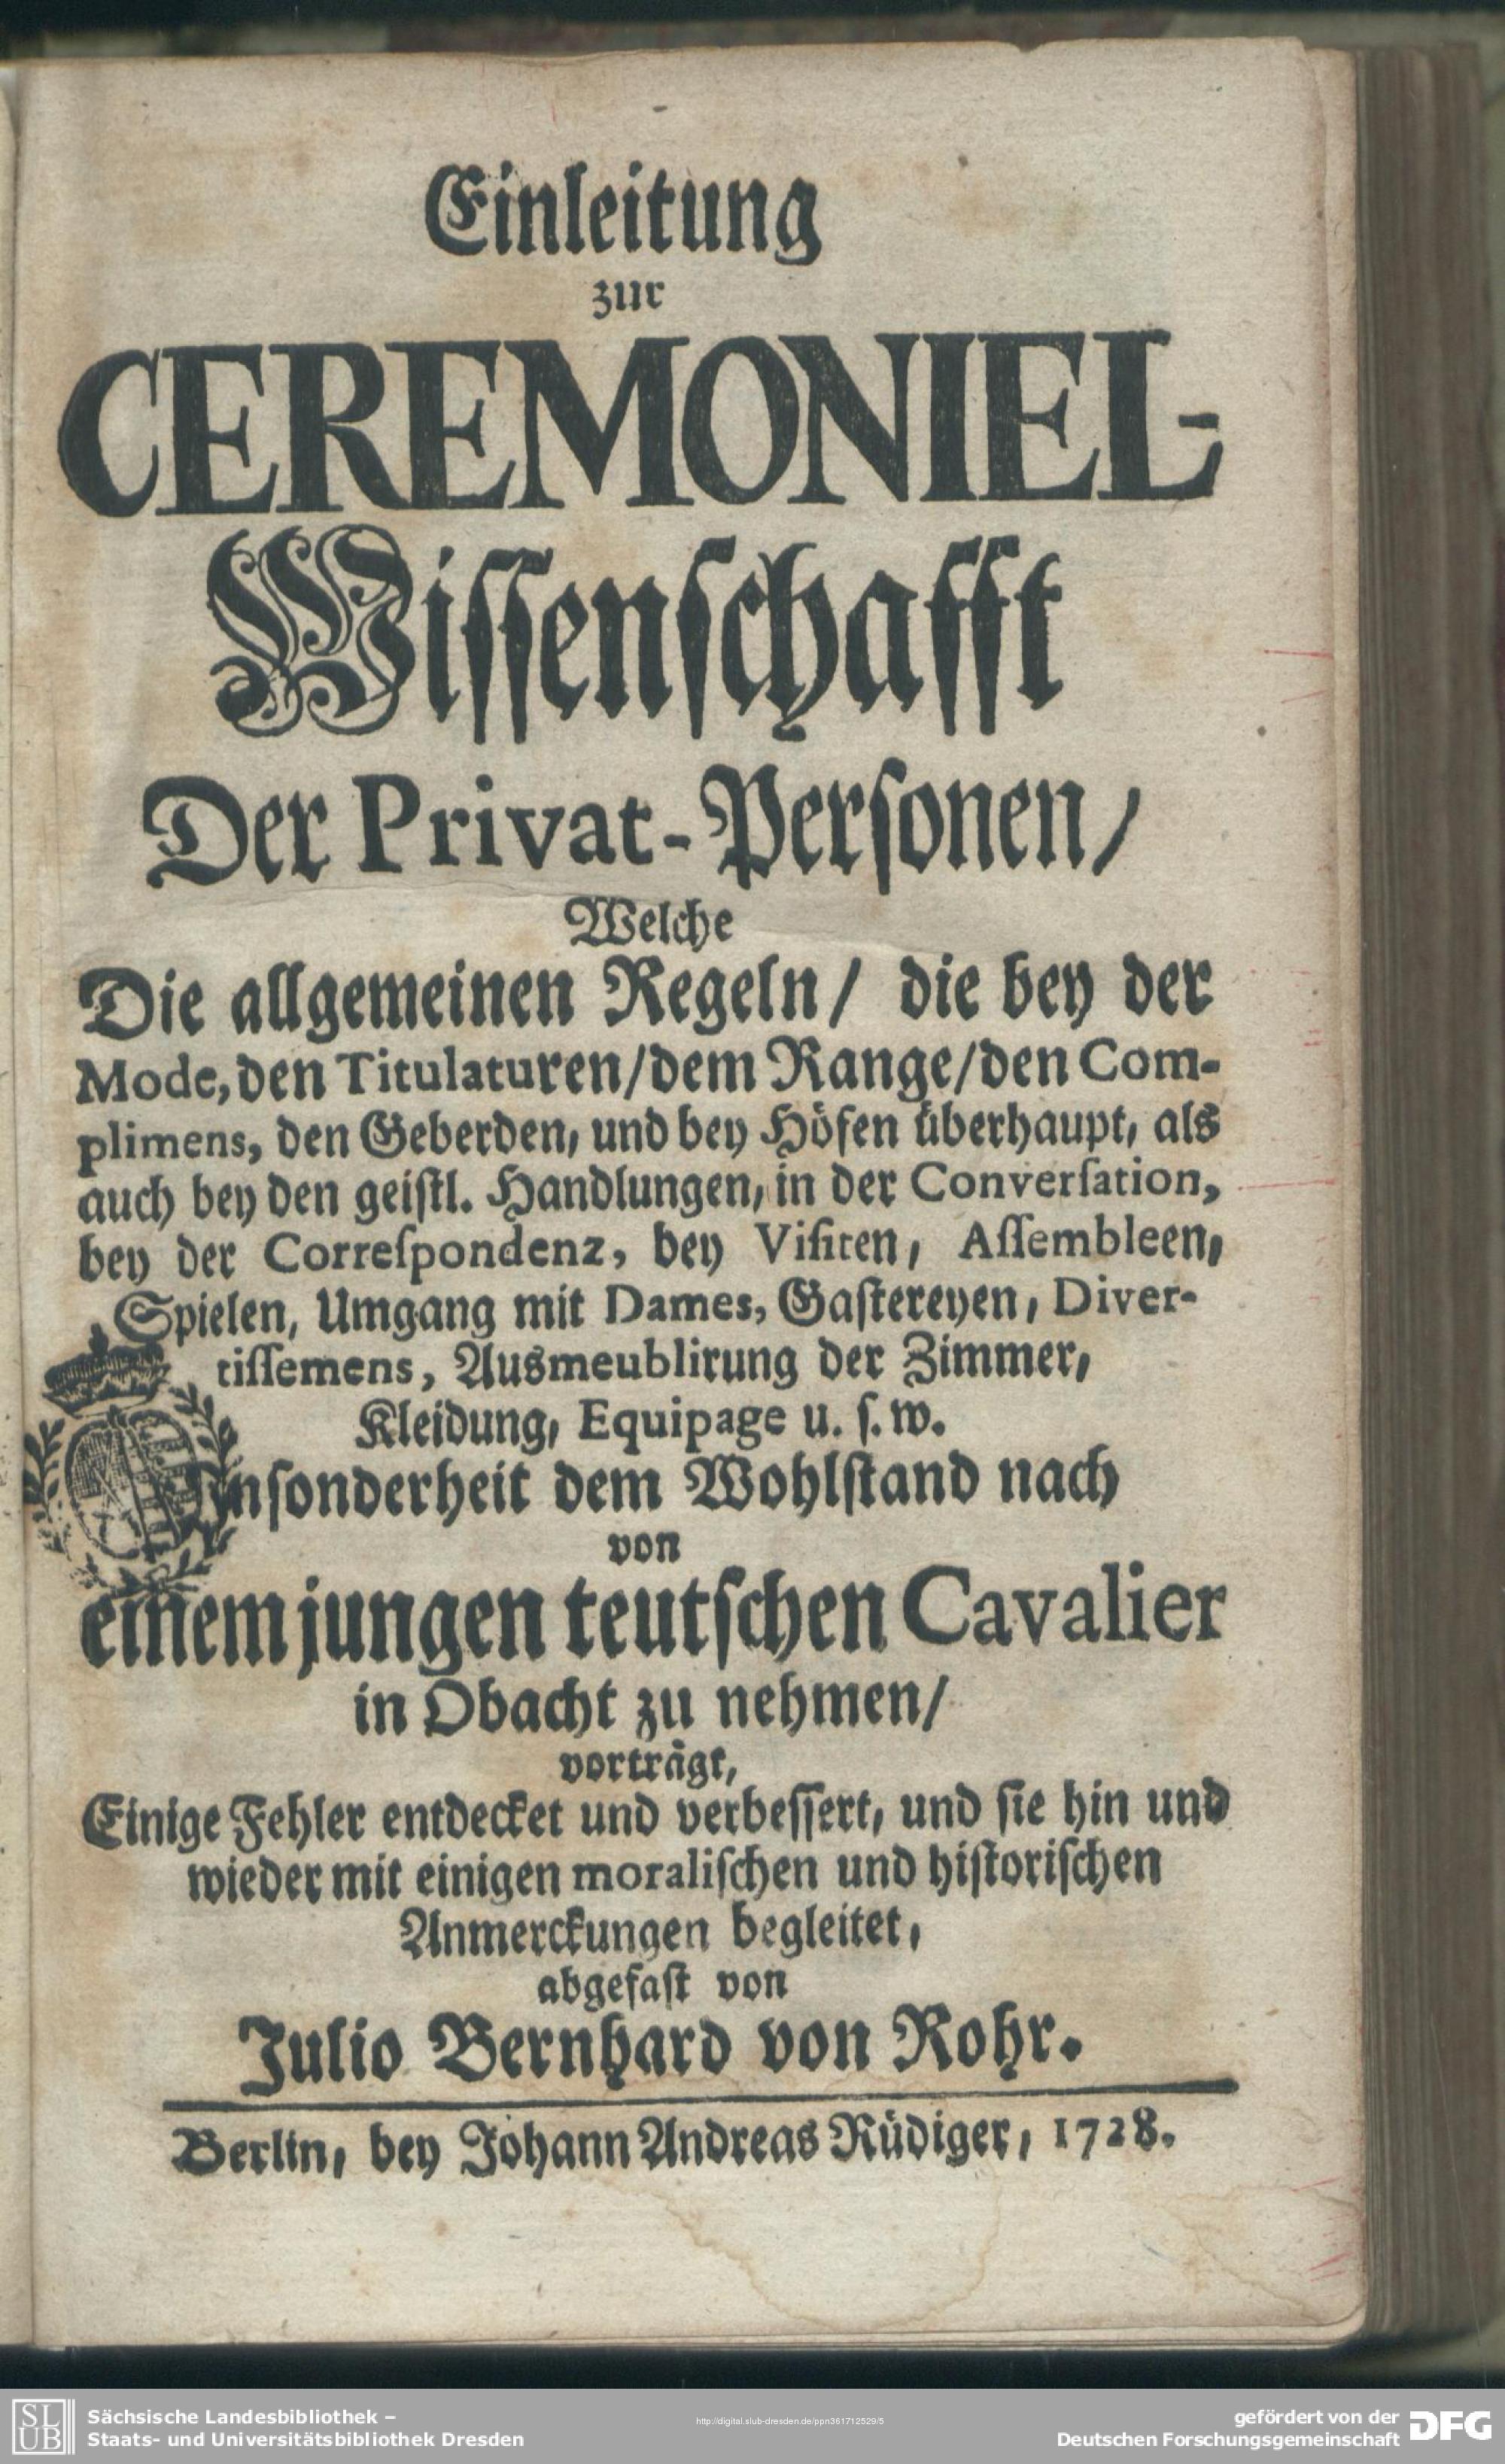 Einleitung
zur
CEREMONIEL-
Wiſſenſchafft
Der Privat-Perſonen/
Welche
Die allgemeinen Regeln/ die bey der
Mode, den Titulaturen/dem Range/den Com-
plimens, den Geberden, und bey Höfen überhaupt, als
auch bey den geiſtl. Handlungen, in der Converſation,
bey der Correſpondenz, bey Viſiten, Aſſembleen,
Spielen, Umgang mit Dames, Gaſtereyen, Diver-
tiſſemens, Ausmeublirung der Zimmer,
Kleidung, Equipage u. ſ. w.
Inſonderheit dem Wohlſtand nach
von
einem jungen teutſchen Cavalier
in Obacht zu nehmen/
vorträgt,
Einige Fehler entdecket und verbeſſert, und ſie hin und
wieder mit einigen moraliſchen und hiſtoriſchen
Anmerckungen begleitet,
abgefaſt von
Julio Bernhard von Rohr.
Berlin, bey Johann Andreas Rüdiger, 1728.
SLUB
Sächsische Landesbibliothek –
Staats- und Universitätsbibliothek Dresden
http://digital.slub-dresden.de/ppn361712529/5
gefördert von der
Deutschen Forschungsgemeinschaft
DFG